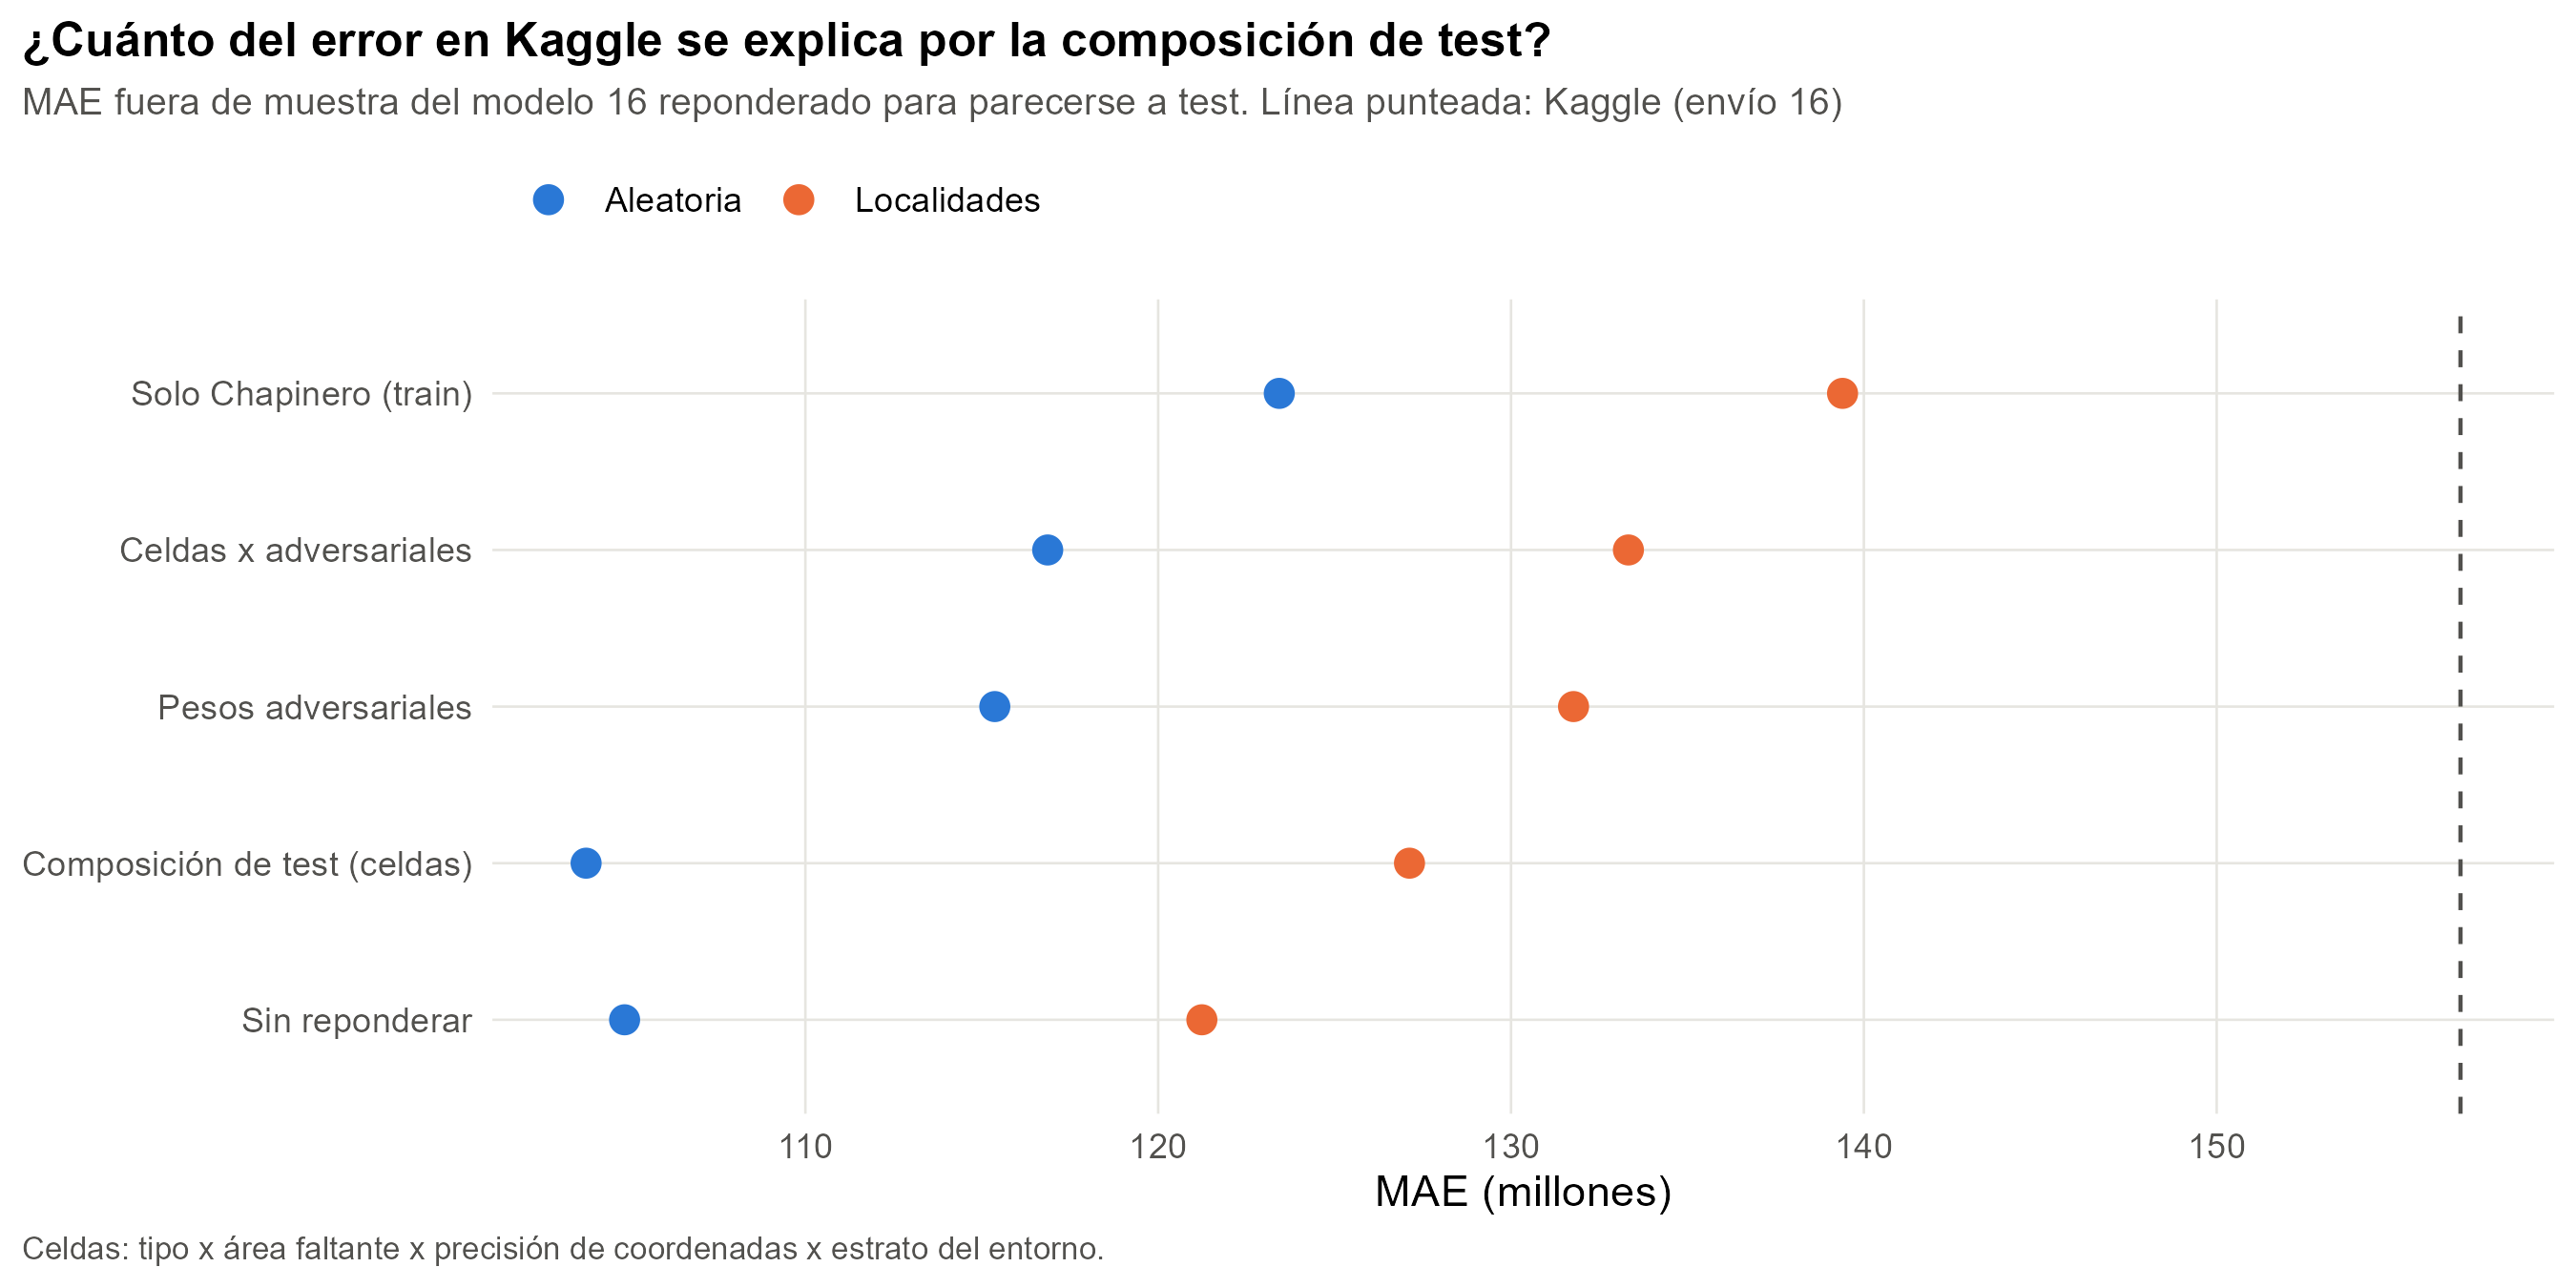 ¿Cuánto del error en Kaggle se explica por la composición de test?
MAE fuera de muestra del modelo 16 reponderado para parecerse a test. Línea punteada: Kaggle (envío 16)
Aleatoria Localidades
Solo Chapinero (train)
Celdas x adversariales
Pesos adversariales
Composición de test (celdas)
Sin reponderar
110 120 130 140 150
MAE (millones)
Celdas: tipo x área faltante x precisión de coordenadas x estrato del entorno.